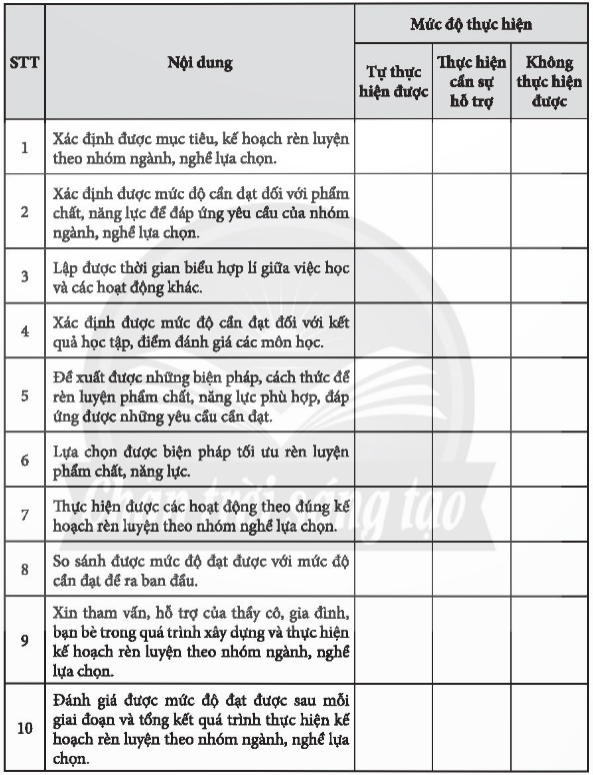 STT
Nội dung
Mức độ thực hiện
Tự thực
hiện được
Thực hiện
cần sự
hỗ trợ
Không
thực hiện
được
1
Xác định được mục tiêu, kế hoạch rèn luyện
theo nhóm ngành, nghề lựa chọn.
2
Xác định được mức độ cần đạt đối với phẩm
chất, năng lực để đáp ứng yêu cầu của nhóm
ngành, nghề lựa chọn.
3
Lập được thời gian biểu hợp lí giữa việc học
và các hoạt động khác.
4
Xác định được mức độ cần đạt đối với kết
quả học tập, điểm đánh giá các môn học.
5
Đề xuất được những biện pháp, cách thức để
rèn luyện phẩm chất, năng lực phù hợp, đáp
ứng được những yêu cầu cần đạt.
6
Lựa chọn được biện pháp tối ưu rèn luyện
phẩm chất, năng lực.
7
Thực hiện được các hoạt động theo đúng kế
hoạch rèn luyện theo nhóm nghề lựa chọn.
8
So sánh được mức độ đạt được với mức độ
cần đạt đề ra ban đầu.
9
Xin tham vấn, hỗ trợ của thầy cô, gia đình,
bạn bè trong quá trình xây dựng và thực hiện
kế hoạch rèn luyện theo nhóm ngành, nghề
lựa chọn.
10
Đánh giá được mức độ đạt được sau mỗi
giai đoạn và tổng kết quá trình thực hiện kế
hoạch rèn luyện theo nhóm ngành, nghề lựa
chọn.
Chân trời sáng tạo